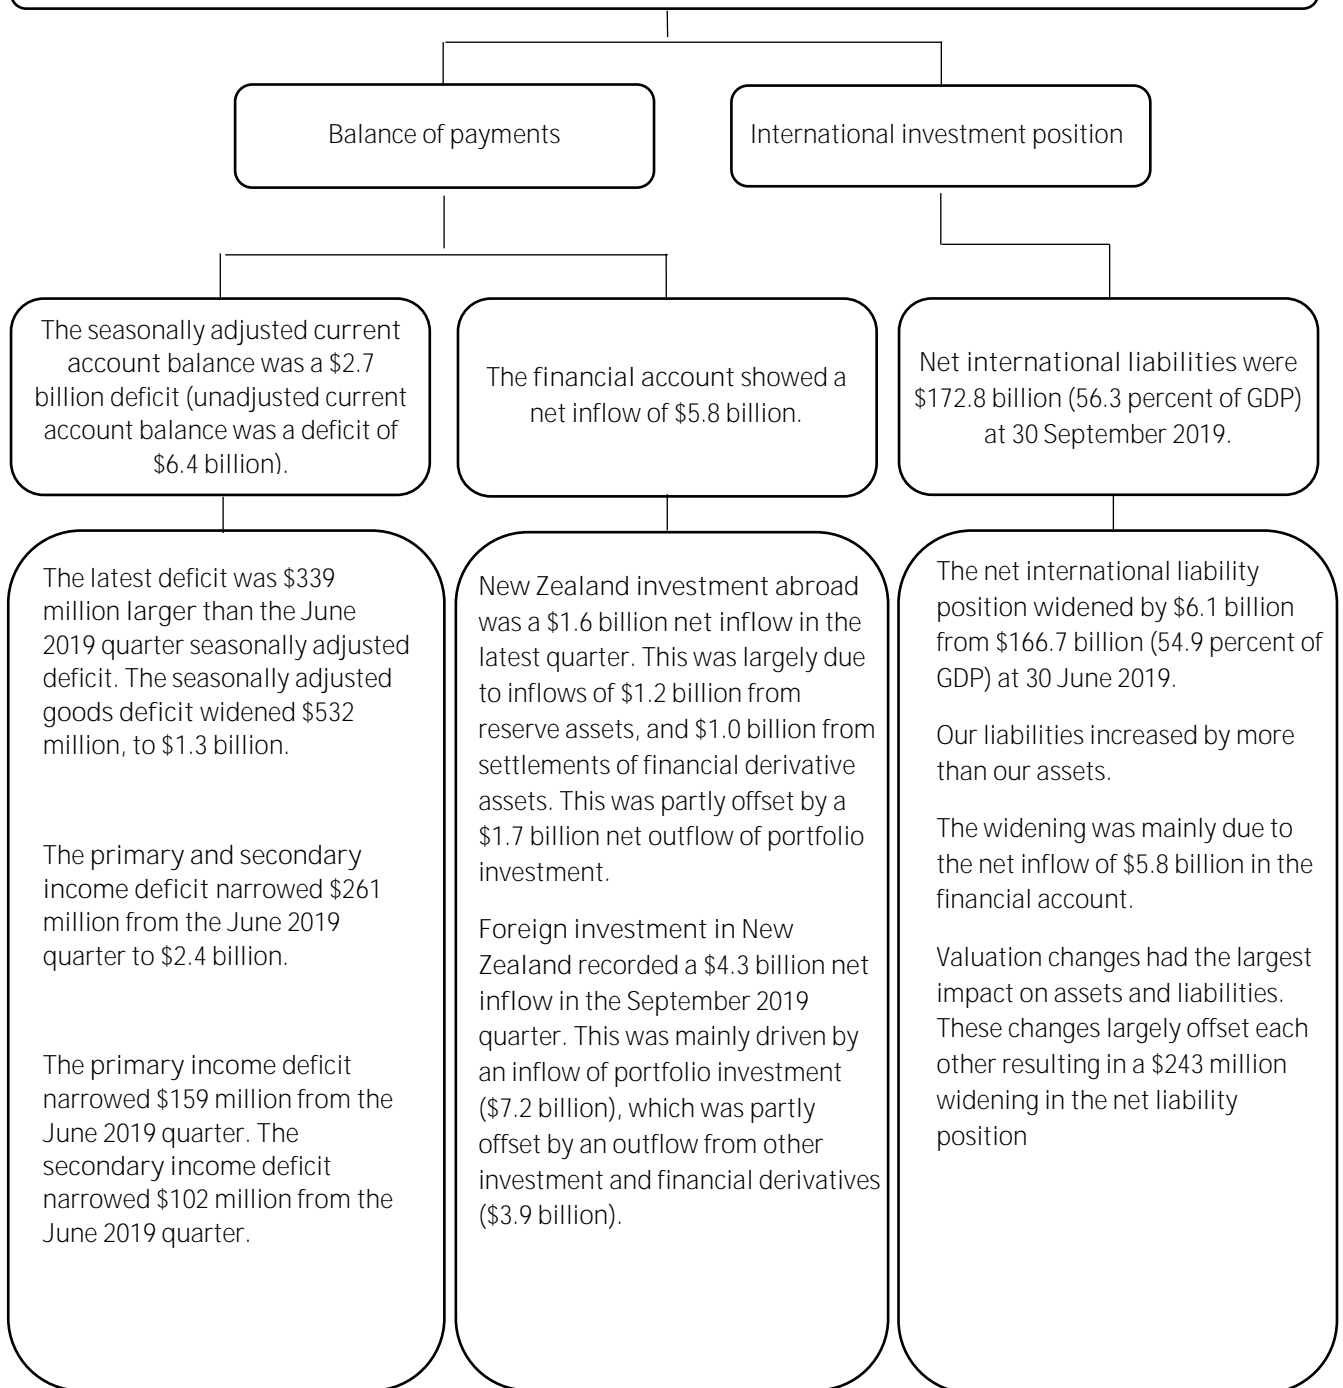 Balance of payments
International investment position
The seasonally adjusted current
account balance was a $2.7
billion deficit (unadjusted current
account balance was a deficit of
$6.4 billion).
The financial account showed a
net inflow of $5.8 billion.
Net international liabilities were
$172.8 billion (56.3 percent of GDP)
at 30 September 2019.
The latest deficit was $339
million larger than the June
2019 quarter seasonally adjusted
deficit. The seasonally adjusted
goods deficit widened $532
million, to $1.3 billion.
The primary and secondary
income deficit narrowed $261
million from the June 2019
quarter to $2.4 billion.
The primary income deficit
narrowed $159 million from the
June 2019 quarter. The
secondary income deficit
narrowed $102 million from the
June 2019 quarter.
New Zealand investment abroad
was a $1.6 billion net inflow in the
latest quarter. This was largely due
to inflows of $1.2 billion from
reserve assets, and $1.0 billion from
settlements of financial derivative
assets. This was partly offset by a
$1.7 billion net outflow of portfolio
investment.
Foreign investment in New
Zealand recorded a $4.3 billion net
inflow in the September 2019
quarter. This was mainly driven by
an inflow of portfolio investment
($7.2 billion), which was partly
offset by an outflow from other
investment and financial derivatives
($3.9 billion).
The net international liability
position widened by $6.1 billion
from $166.7 billion (54.9 percent of
GDP) at 30 June 2019.
Our liabilities increased by more
than our assets.
The widening was mainly due to
the net inflow of $5.8 billion in the
financial account.
Valuation changes had the largest
impact on assets and liabilities.
These changes largely offset each
other resulting in a $243 million
widening in the net liability
position